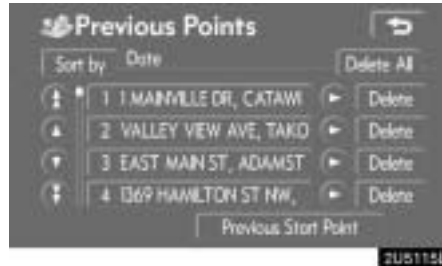 Previous Points
Sort by Date Delete All
1 1 MAINVILLE DR, CATAWI Delete
2 VALLEY VIEW AVE, TAKO Delete
3 EAST MAIN ST, ADAMST Delete
4 1369 HAMILTON ST NW, Delete
Previous Start Point
2U5115